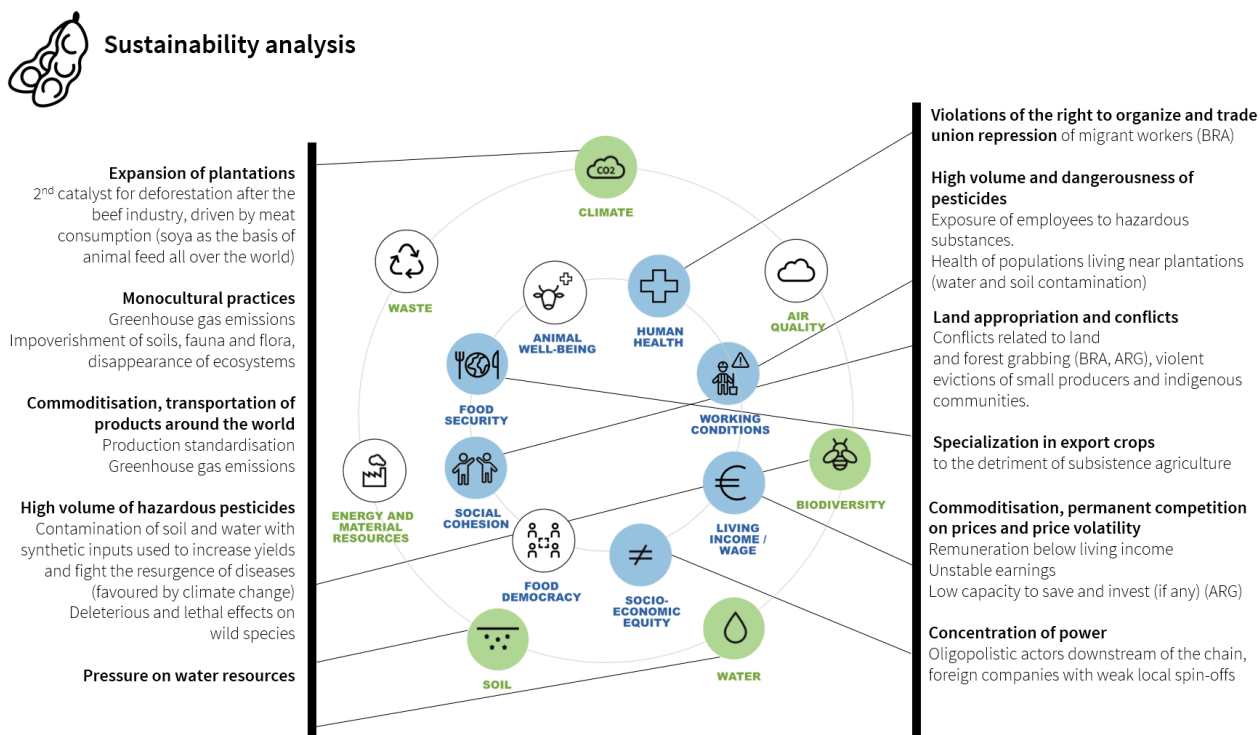 Sustainability analysis
Expansion of plantations
2nd catalyst for deforestation after the
beef industry, driven by meat
consumption (soya as the basis of
animal feed all over the world)
Monocultural practices
Greenhouse gas emissions
Impoverishment of soils, fauna and flora,
disappearance of ecosystems
Commoditisation, transportation of
products around the world
Production standardisation
Greenhouse gas emissions
High volume of hazardous pesticides
Contamination of soil and water with
synthetic inputs used to increase yields
and fight the resurgence of diseases
(favoured by climate change)
Deleterious and lethal effects on
wild species
Pressure on water resources
CO2
CLIMATE
WASTE
ANIMAL
WELL-BEING
HUMAN
HEALTH
AIR
QUALITY
FOOD
SECURITY
WORKING
CONDITIONS
ENERGY AND
MATERIAL
RESOURCES
SOCIAL
COHESION
LIVING
INCOME /
WAGE
BIODIVERSITY
FOOD
DEMOCRACY
SOCIO-
ECONOMIC
EQUITY
SOIL
WATER
Violations of the right to organize and trade
union repression of migrant workers (BRA)
High volume and dangerousness of
pesticides
Exposure of employees to hazardous
substances.
Health of populations living near plantations
(water and soil contamination)
Land appropriation and conflicts
Conflicts related to land
and forest grabbing (BRA, ARG), violent
evictions of small producers and indigenous
communities.
Specialization in export crops
to the detriment of subsistence agriculture
Commoditisation, permanent competition
on prices and price volatility
Remuneration below living income
Unstable earnings
Low capacity to save and invest (if any) (ARG)
Concentration of power
Oligopolistic actors downstream of the chain,
foreign companies with weak local spin-offs